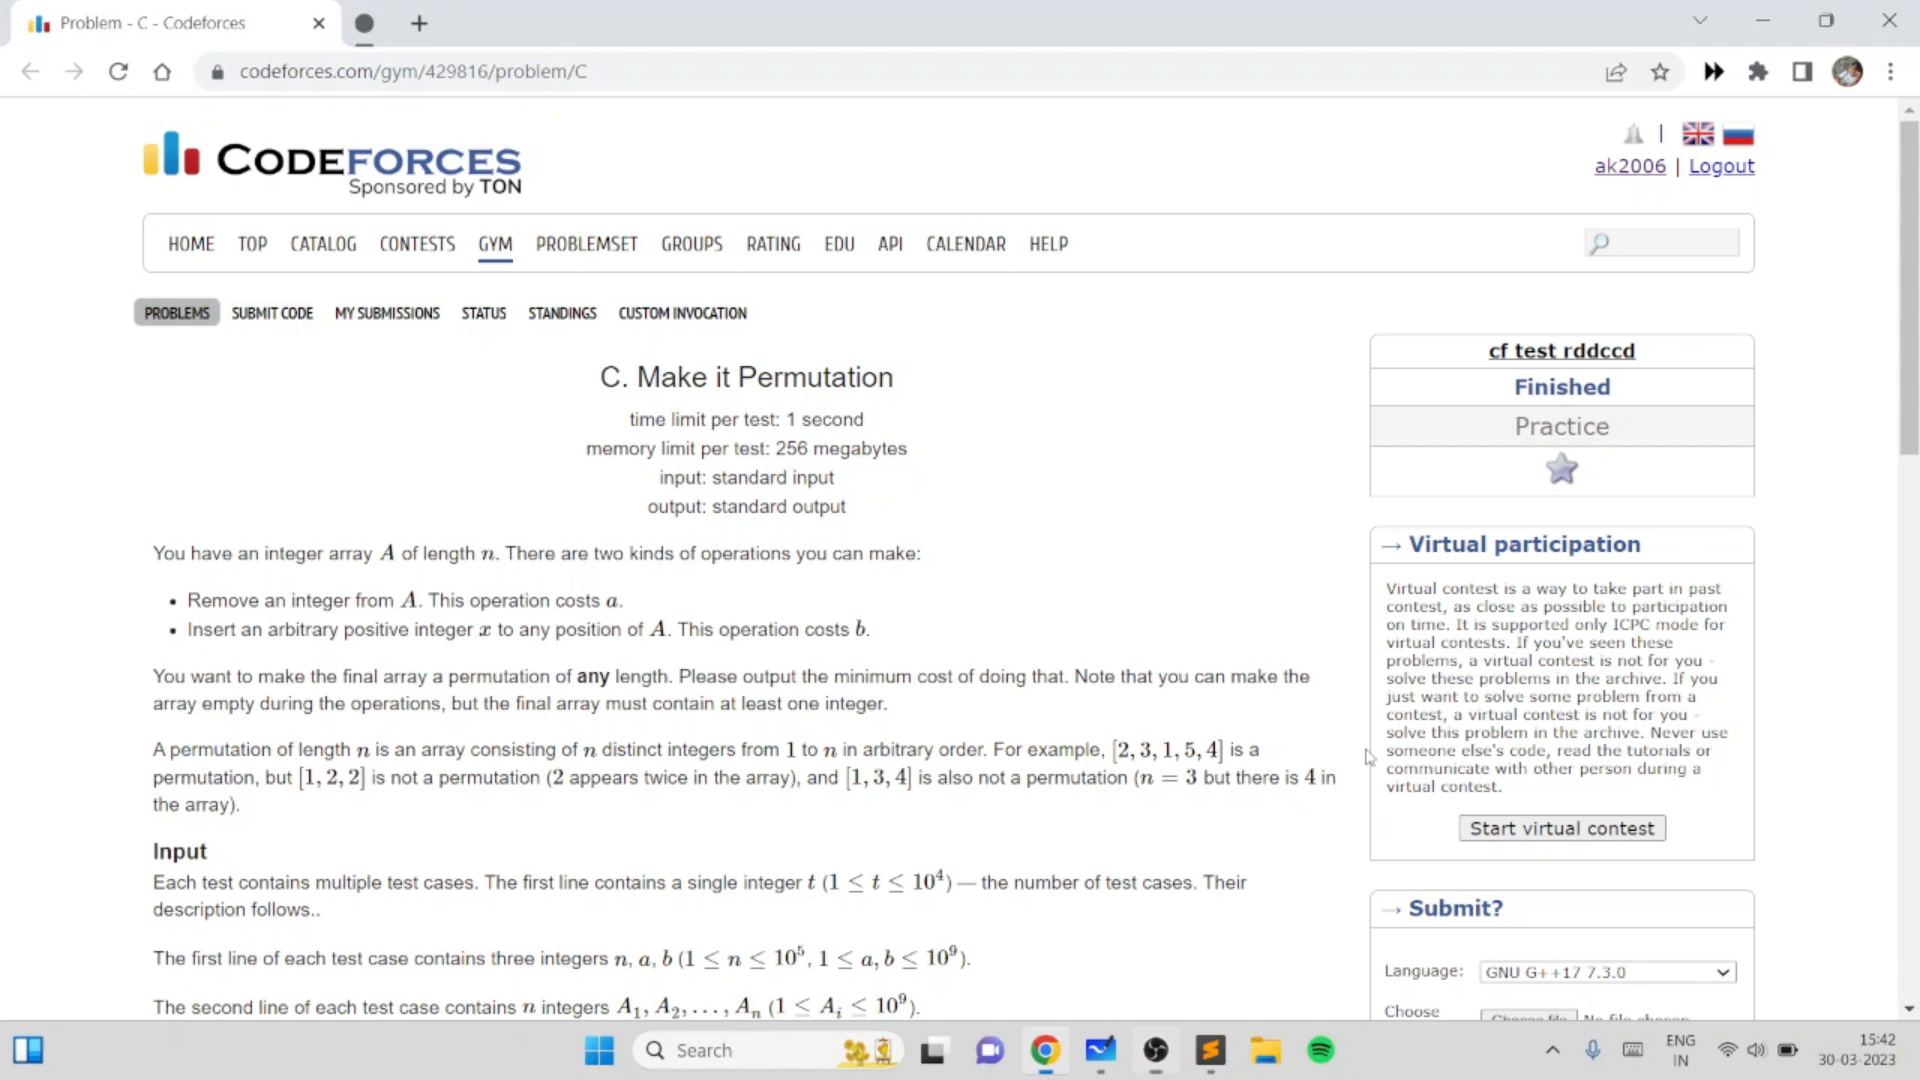 Problem - C - Codeforces
codeforces.com/gym/429816/problem/C
CODEFORCES
Sponsored by TON
ak2006 | Logout
HOME TOP CATALOG CONTESTS GYM PROBLEMSET GROUPS RATING EDU API CALENDAR HELP
PROBLEMS SUBMIT CODE MY SUBMISSIONS STATUS STANDINGS CUSTOM INVOCATION
C. Make it Permutation
time limit per test: 1 second
memory limit per test: 256 megabytes
input: standard input
output: standard output
You have an integer array A of length n. There are two kinds of operations you can make:
• Remove an integer from A. This operation costs a.
• Insert an arbitrary positive integer x to any position of A. This operation costs b.
You want to make the final array a permutation of any length. Please output the minimum cost of doing that. Note that you can make the
array empty during the operations, but the final array must contain at least one integer.
A permutation of length n is an array consisting of n distinct integers from 1 to n in arbitrary order. For example, [2, 3, 1, 5, 4] is a
permutation, but [1, 2, 2] is not a permutation (2 appears twice in the array), and [1, 3, 4] is also not a permutation (n = 3 but there is 4 in
the array).
Input
Each test contains multiple test cases. The first line contains a single integer t (1 ≤ t ≤ 10⁴) — the number of test cases. Their
description follows..
The first line of each test case contains three integers n, a, b (1 ≤ n ≤ 10⁵, 1 ≤ a, b ≤ 10⁹).
The second line of each test case contains n integers A₁, A₂, . . . , Aₙ (1 ≤ Aᵢ ≤ 10⁹).
cf test rddccd
Finished
Practice
→ Virtual participation
Virtual contest is a way to take part in past
contest, as close as possible to participation
on time. It is supported only ICPC mode for
virtual contests. If you've seen these
problems, a virtual contest is not for you -
solve these problems in the archive. If you
just want to solve some problem from a
contest, a virtual contest is not for you -
solve this problem in the archive. Never use
someone else's code, read the tutorials or
communicate with other person during a
virtual contest.
Start virtual contest
→ Submit?
Language: GNU G++17 7.3.0
Choose
Choose file No file chosen
Search
ENG
IN
15:42
30-03-2023